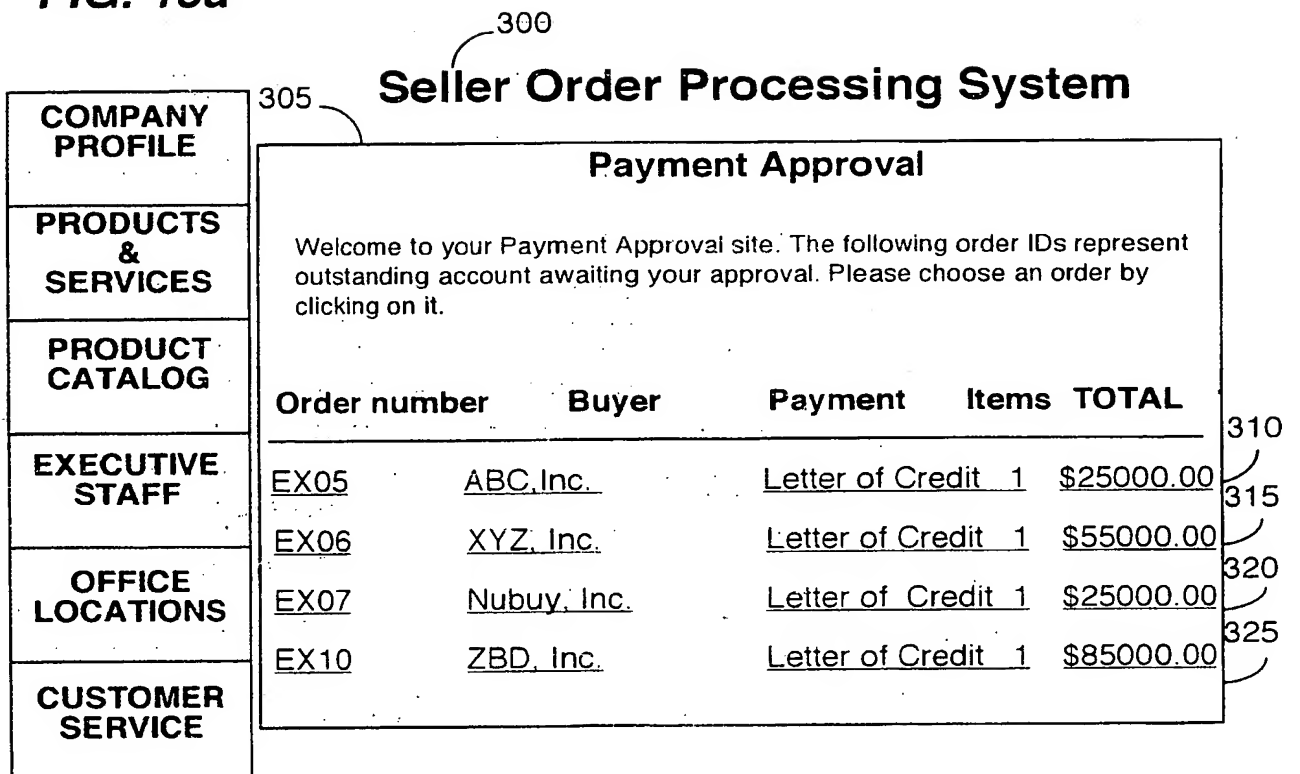 300
Seller Order Processing System
COMPANY
PROFILE
PRODUCTS
&
SERVICES
PRODUCT
CATALOG
EXECUTIVE
STAFF
OFFICE
LOCATIONS
CUSTOMER
SERVICE
305
Payment Approval
Welcome to your Payment Approval site. The following order IDs represent
outstanding account awaiting your approval. Please choose an order by
clicking on it.
Order number Buyer Payment Items TOTAL
EX05 ABC,Inc. Letter of Credit 1 $25000.00 310
EX06 XYZ, Inc. Letter of Credit 1 $55000.00 315
EX07 Nubuy, Inc. Letter of Credit 1 $25000.00 320
EX10 ZBD, Inc. Letter of Credit 1 $85000.00 325